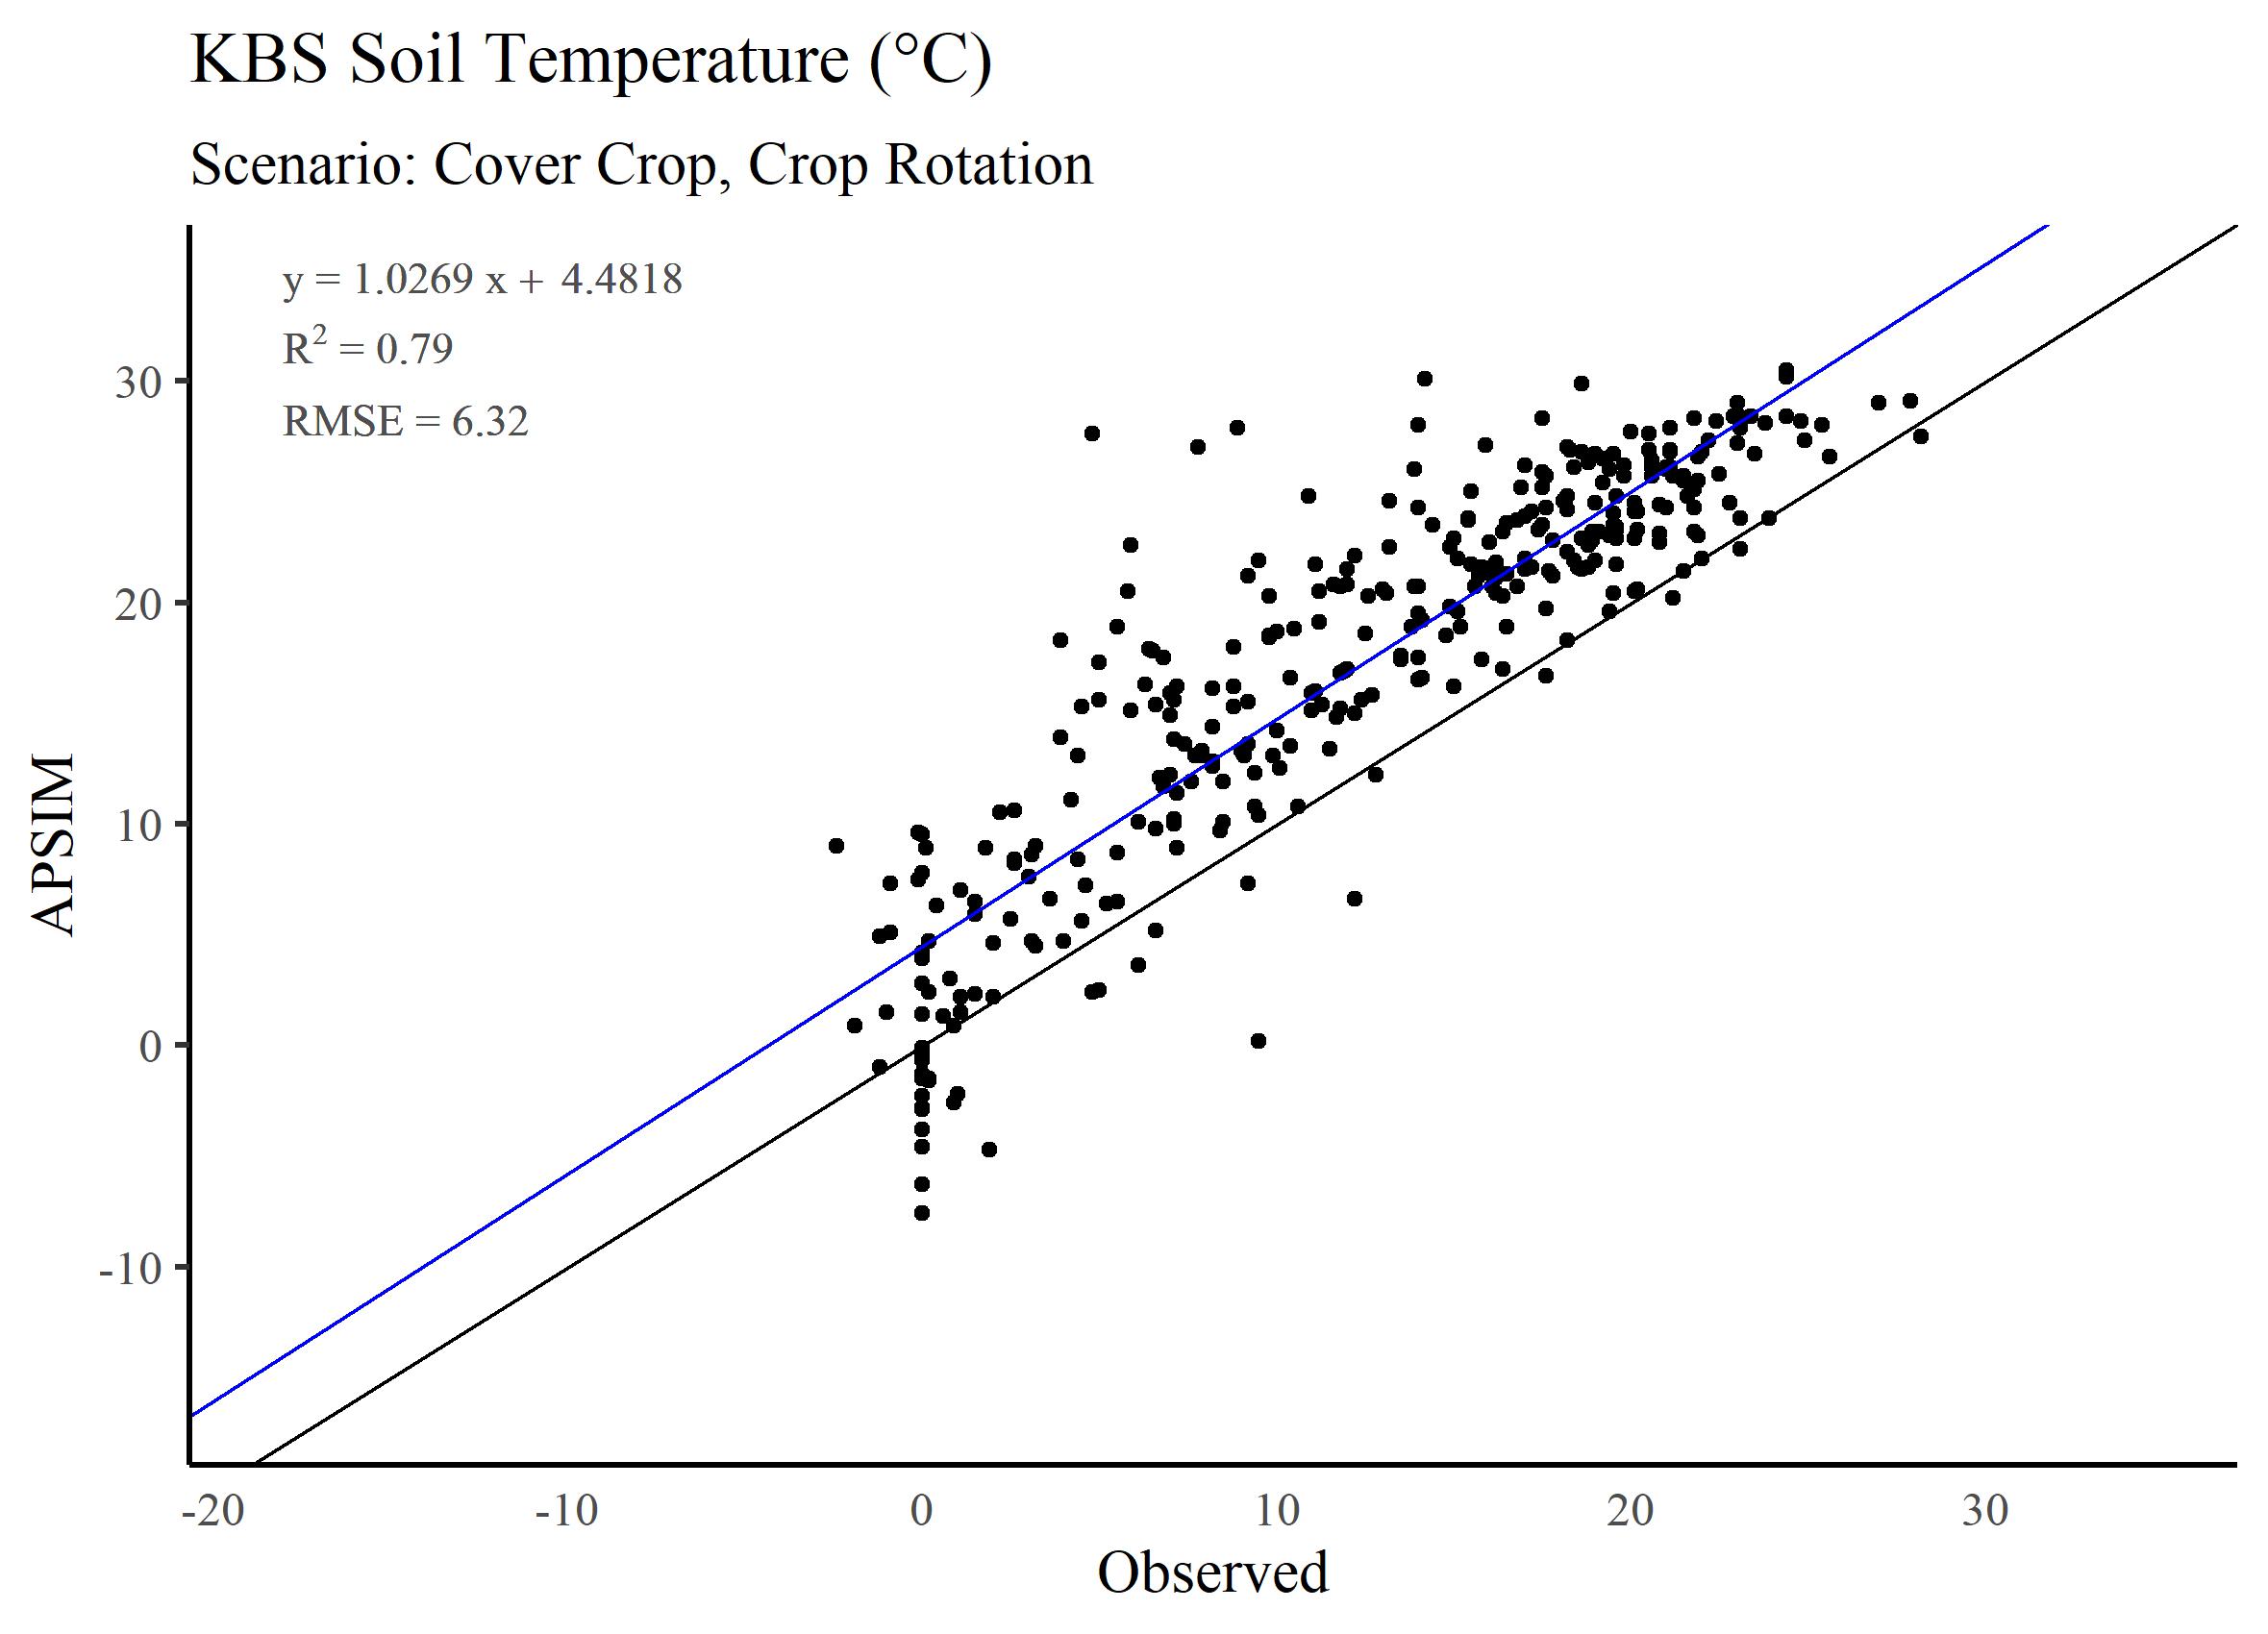 KBS Soil Temperature (°C)
Scenario: Cover Crop, Crop Rotation
y = 1.0269 x + 4.4818
R² = 0.79
RMSE = 6.32
30
20
10
0
-10
APSIM
-20 -10 0 10 20 30
Observed